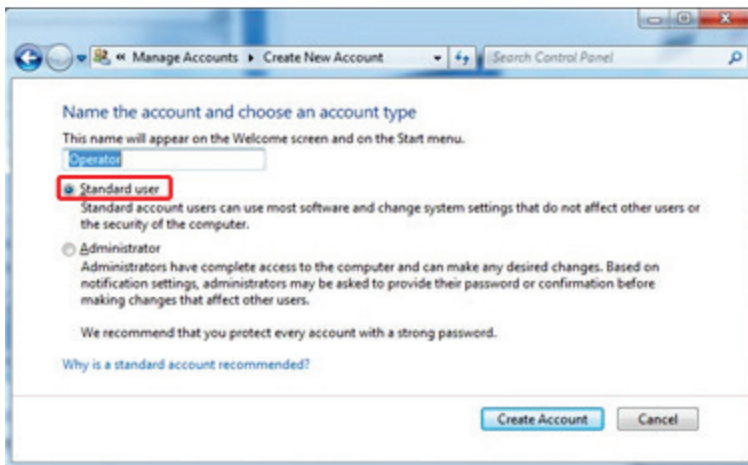 « Manage Accounts ▸ Create New Account
Search Control Panel
Name the account and choose an account type
This name will appear on the Welcome screen and on the Start menu.
Operator
Standard user
Standard account users can use most software and change system settings that do not affect other users or
the security of the computer.
Administrator
Administrators have complete access to the computer and can make any desired changes. Based on
notification settings, administrators may be asked to provide their password or confirmation before
making changes that affect other users.
We recommend that you protect every account with a strong password.
Why is a standard account recommended?
Create Account
Cancel